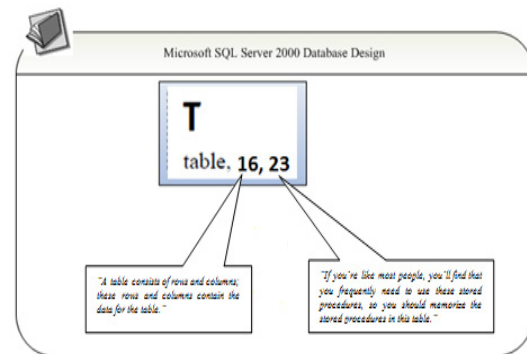 Microsoft SQL Server 2000 Database Design
T
table, 16, 23
"A table consists of rows and columns;
these rows and columns contain the
data for the table."
"If you're like most people, you'll find that
you frequently need to use these stored
procedures, so you should memorize the
stored procedures in this table."